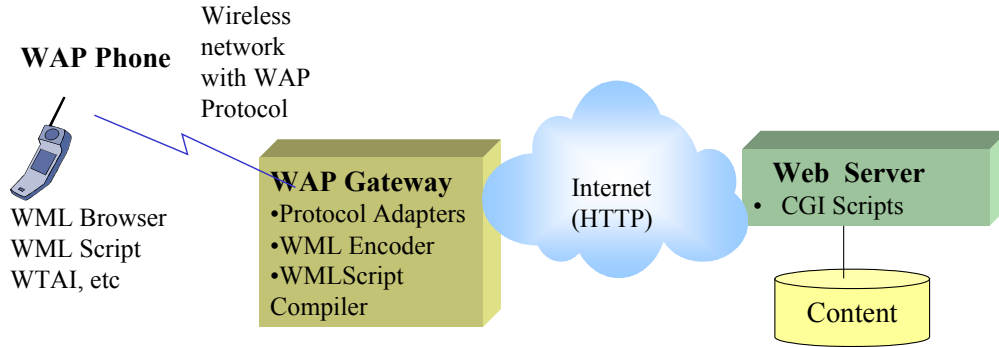 Wireless
network
with WAP
Protocol
WAP Phone
WML Browser
WML Script
WTAI, etc
WAP Gateway
•Protocol Adapters
•WML Encoder
•WMLScript
Compiler
Internet
(HTTP)
Web Server
• CGI Scripts
Content